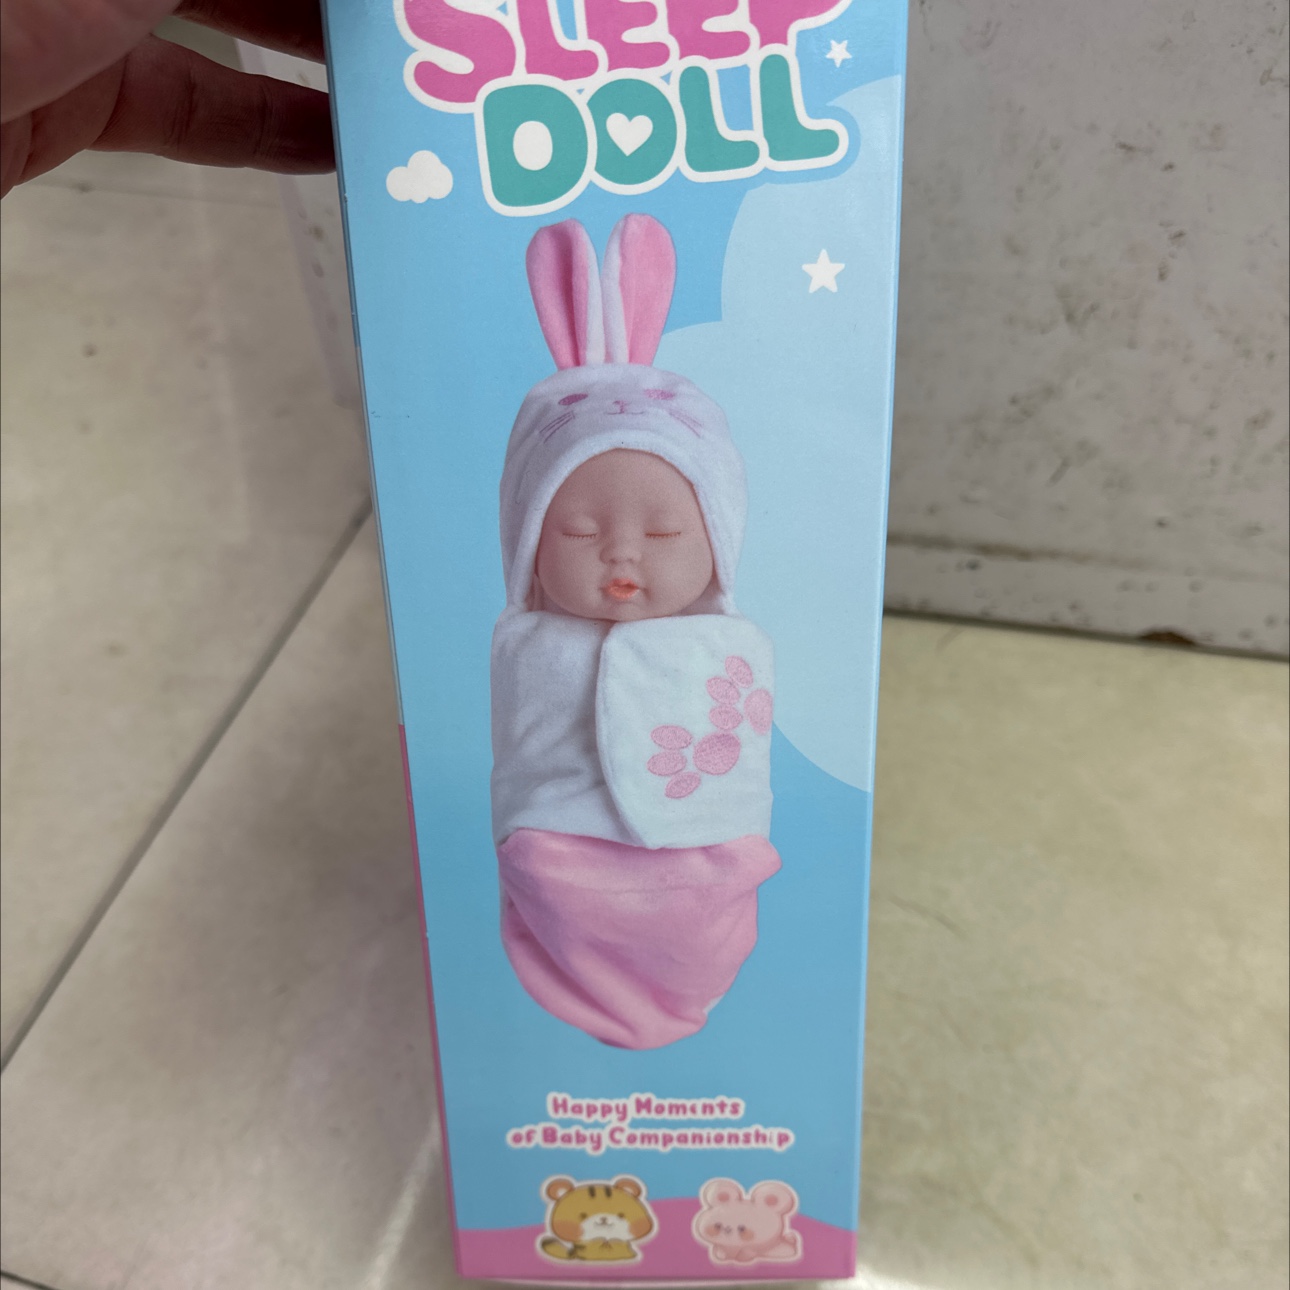 SLEEP
DOLL
Happy Moments
of Baby Companionship